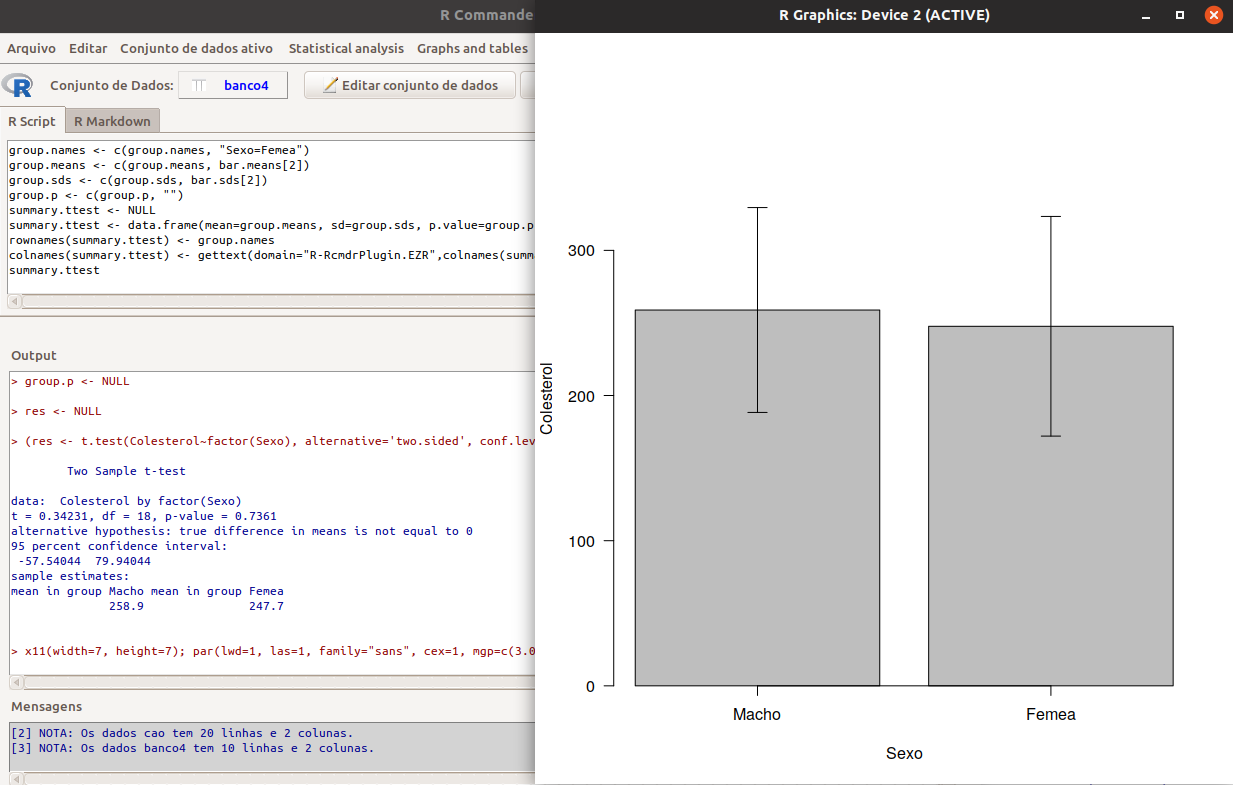 R Commande
R Graphics: Device 2 (ACTIVE)
Arquivo Editar Conjunto de dados ativo Statistical analysis Graphs and tables
R Conjunto de Dados: banco4 Editar conjunto de dados
R Script R Markdown
group.names <- c(group.names, "Sexo=Femea")
group.means <- c(group.means, bar.means[2])
group.sds <- c(group.sds, bar.sds[2])
group.p <- c(group.p, "")
summary.ttest <- NULL
summary.ttest <- data.frame(mean=group.means, sd=group.sds, p.value=group.p
rownames(summary.ttest) <- group.names
colnames(summary.ttest) <- gettext(domain="R-RcmdrPlugin.EZR",colnames(summ
summary.ttest
Output
> group.p <- NULL
> res <- NULL
> (res <- t.test(Colesterol~factor(Sexo), alternative='two.sided', conf.lev
Two Sample t-test
data:  Colesterol by factor(Sexo)
t = 0.34231, df = 18, p-value = 0.7361
alternative hypothesis: true difference in means is not equal to 0
95 percent confidence interval:
-57.54044  79.94044
sample estimates:
mean in group Macho mean in group Femea
258.9 247.7
> x11(width=7, height=7); par(lwd=1, las=1, family="sans", cex=1, mgp=c(3.0
Mensagens
[2] NOTA: Os dados cao tem 20 linhas e 2 colunas.
[3] NOTA: Os dados banco4 tem 10 linhas e 2 colunas.
Colesterol
300
200
100
0
Macho Femea
Sexo